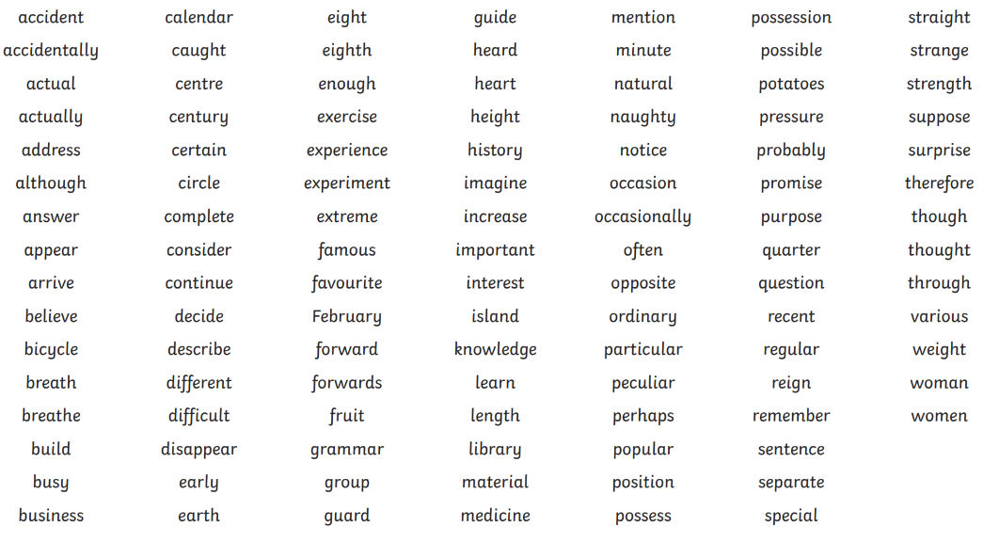 accident calendar eight guide mention possession straight
accidentally caught eighth heard minute possible strange
actual centre enough heart natural potatoes strength
actually century exercise height naughty pressure suppose
address certain experience history notice probably surprise
although circle experiment imagine occasion promise therefore
answer complete extreme increase occasionally purpose though
appear consider famous important often quarter thought
arrive continue favourite interest opposite question through
believe decide February island ordinary recent various
bicycle describe forward knowledge particular regular weight
breath different forwards learn peculiar reign woman
breathe difficult fruit length perhaps remember women
build disappear grammar library popular sentence
busy early group material position separate
business earth guard medicine possess special